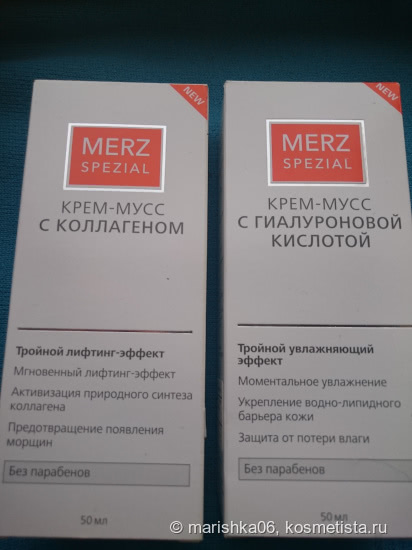 NEW
MERZ
SPEZIAL
КРЕМ-МУСС
С КОЛЛАГЕНОМ
Тройной лифтинг-эффект
Мгновенный лифтинг-эффект
Активизация природного синтеза
коллагена
Предотвращение появления
морщин
Без парабенов
50 мл
NEW
MERZ
SPEZIAL
КРЕМ-МУСС
С ГИАЛУРОНОВОЙ
КИСЛОТОЙ
Тройной увлажняющий
эффект
Моментальное увлажнение
Укрепление водно-липидного
барьера кожи
Защита от потери влаги
Без парабенов
50 мл
© marishka06, kosmetista.ru